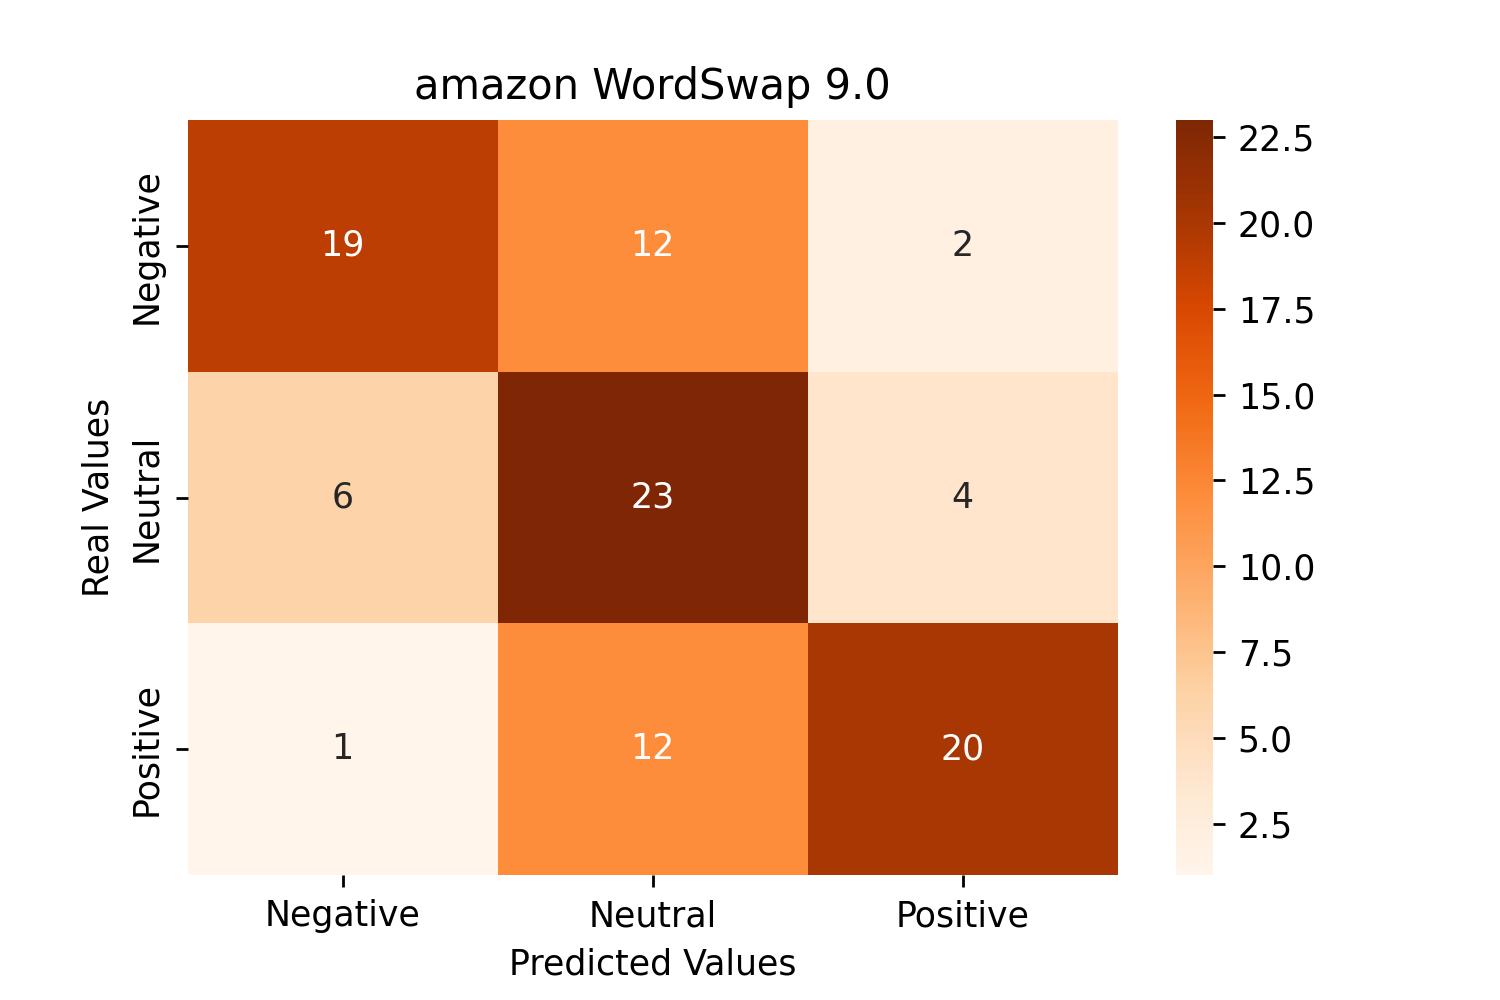 amazon WordSwap 9.0
Real Values
Negative
19 12 2
Neutral
6 23 4
Positive
1 12 20
Negative Neutral Positive
Predicted Values
22.5
20.0
17.5
15.0
12.5
10.0
7.5
5.0
2.5